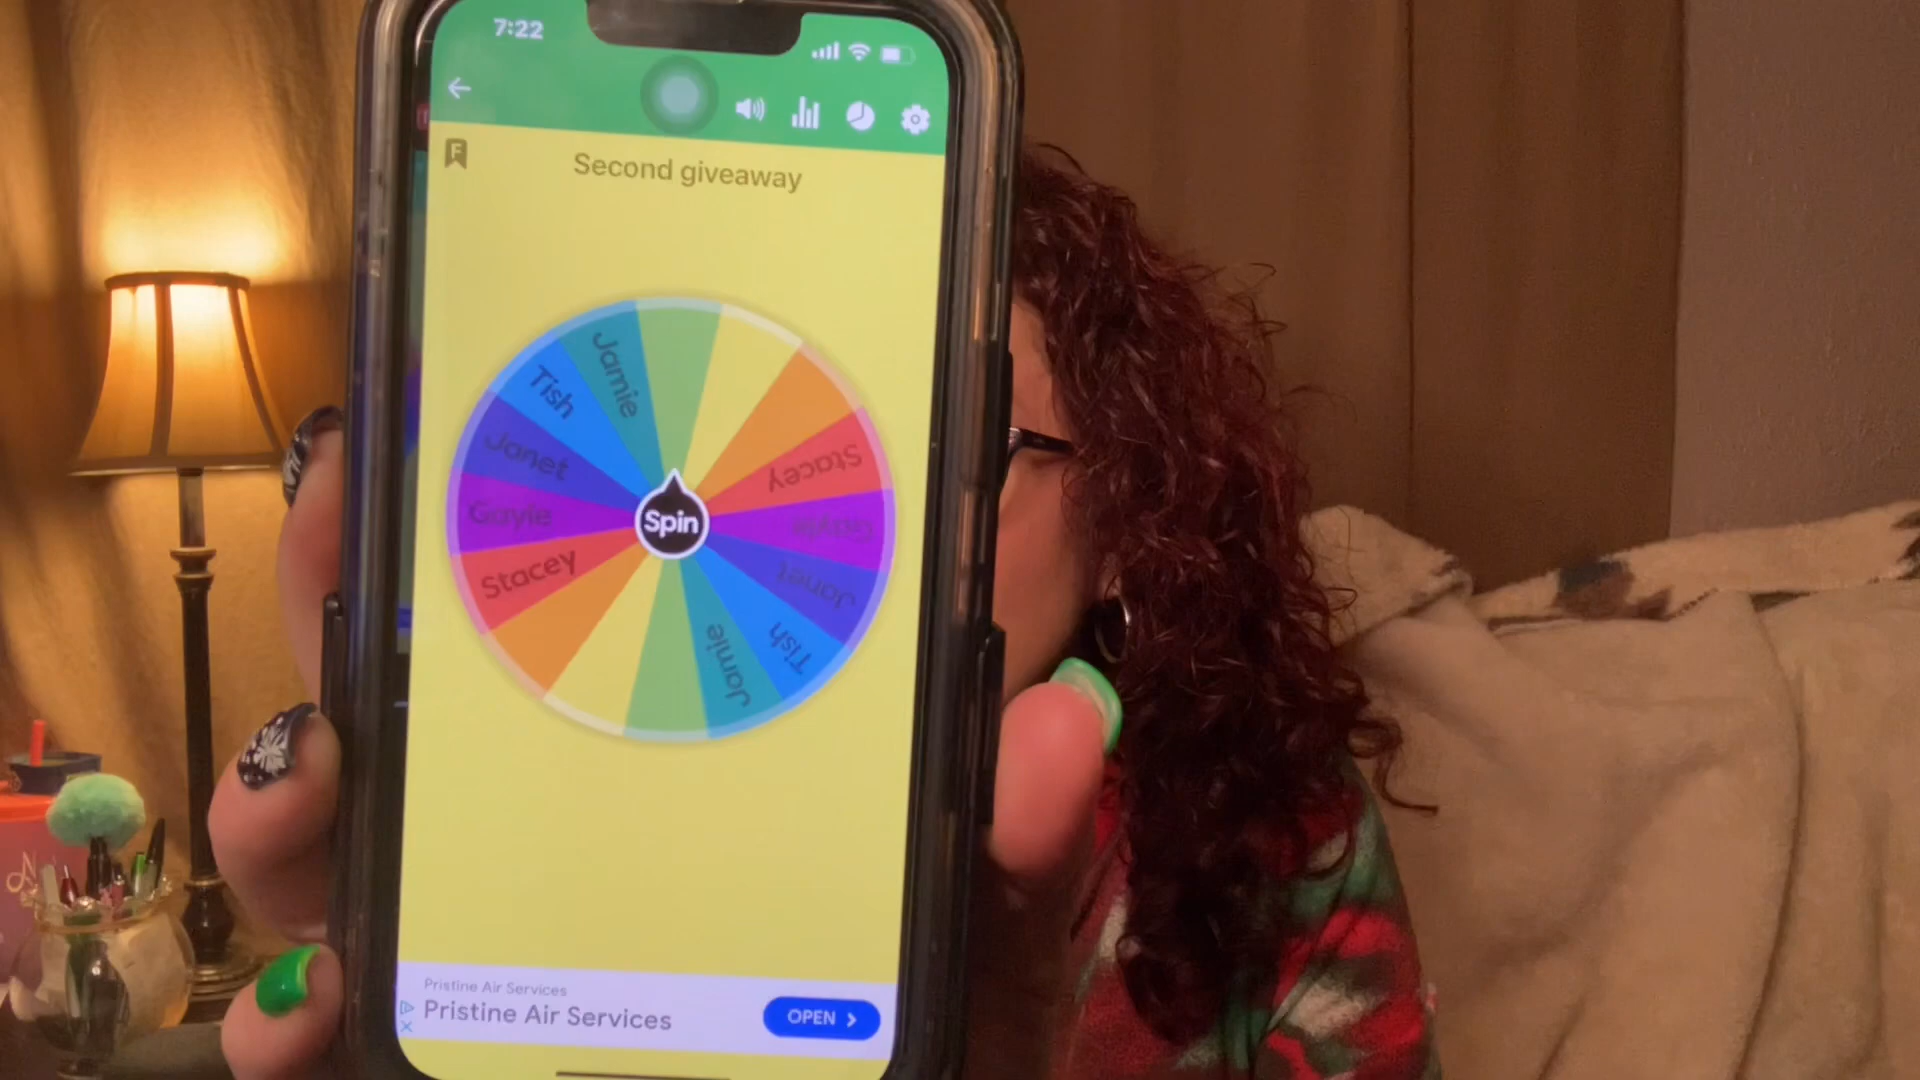 7:22
F
Second giveaway
Jamie
Tish
Janet
Gayle
Stacey
Stacey
Gayle
Janet
Tish
Jamie
Spin
Pristine Air Services
Pristine Air Services
OPEN